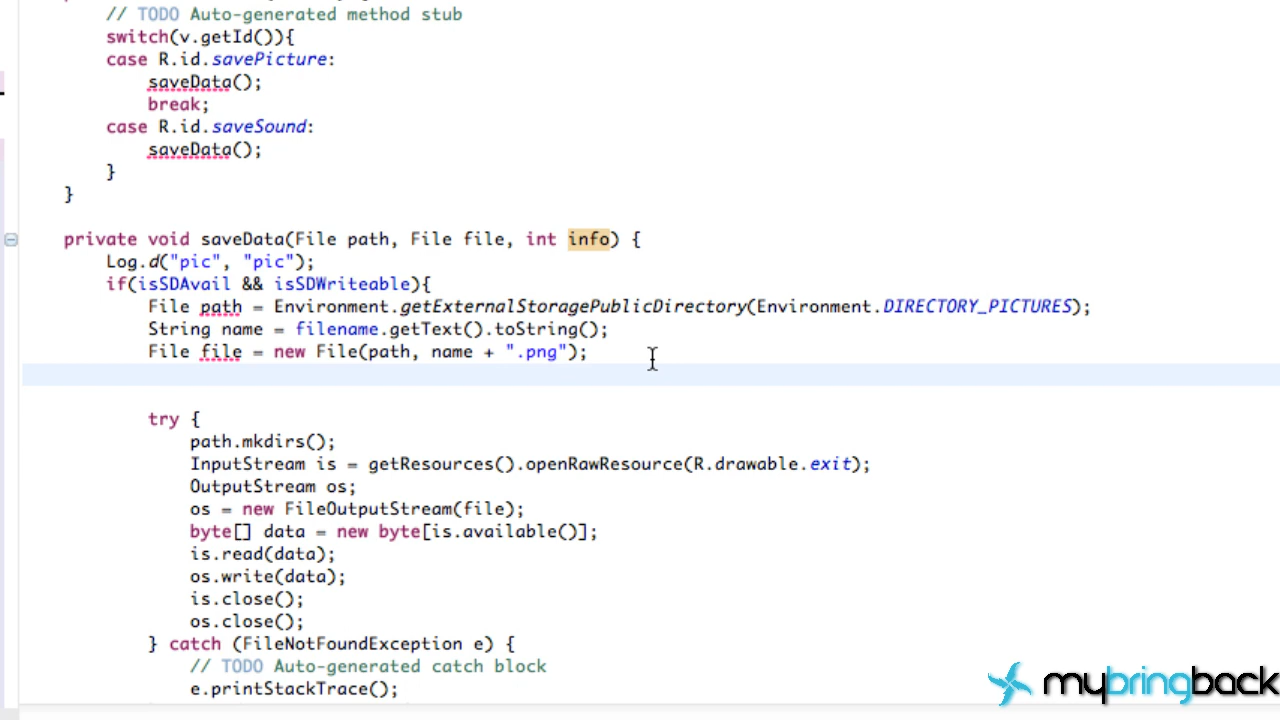 // TODO Auto-generated method stub
switch(v.getId()){
case R.id.savePicture:
saveData();
break;
case R.id.saveSound:
saveData();
}
}
private void saveData(File path, File file, int info) {
Log.d("pic", "pic");
if(isSDAvail && isSDWriteable){
File path = Environment.getExternalStoragePublicDirectory(Environment.DIRECTORY_PICTURES);
String name = filename.getText().toString();
File file = new File(path, name + ".png");
try {
path.mkdirs();
InputStream is = getResources().openRawResource(R.drawable.exit);
OutputStream os;
os = new FileOutputStream(file);
byte[] data = new byte[is.available()];
is.read(data);
os.write(data);
is.close();
os.close();
} catch (FileNotFoundException e) {
// TODO Auto-generated catch block
e.printStackTrace();
mybringback